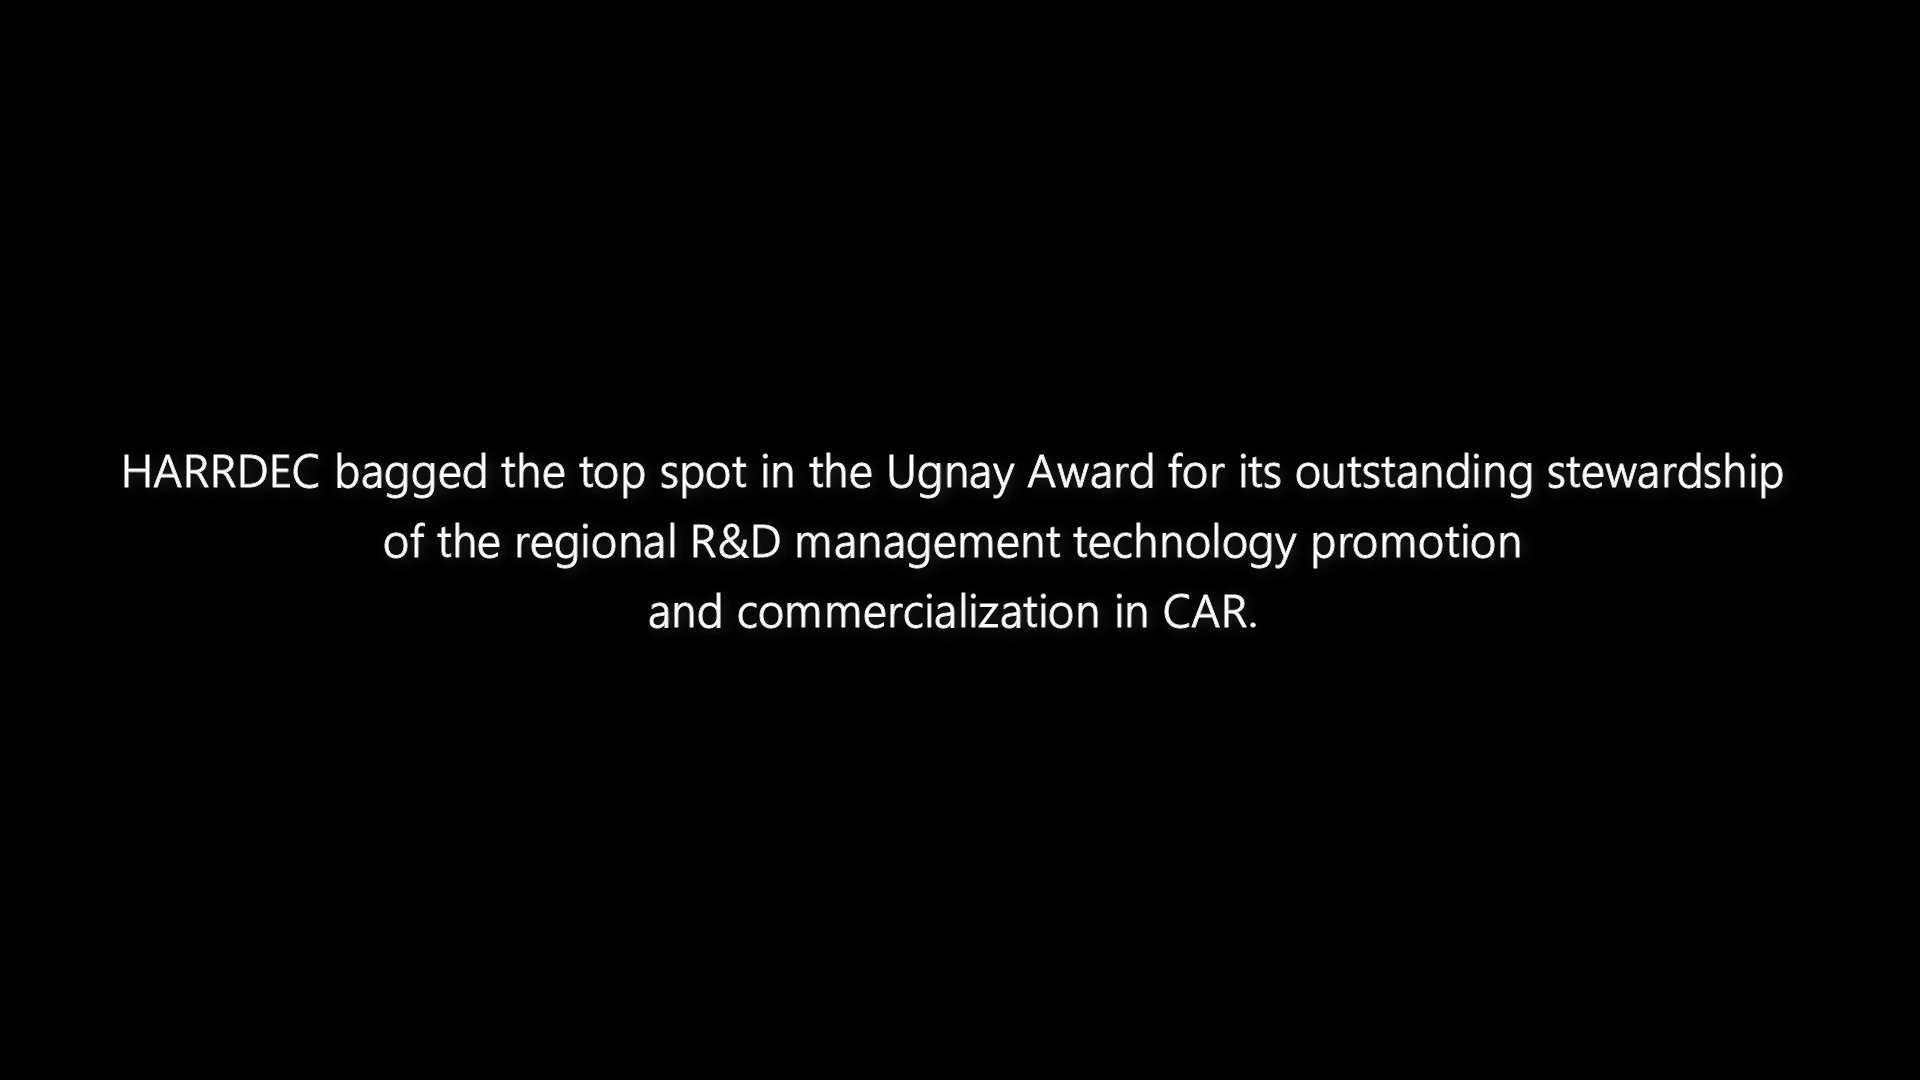 HARRDEC bagged the top spot in the Ugnay Award for its outstanding stewardship
of the regional R&D management technology promotion
and commercialization in CAR.